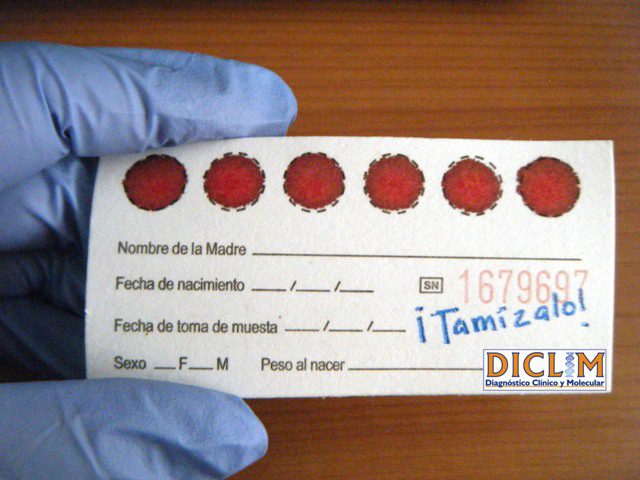 Nombre de la Madre
Fecha de nacimiento / / / SN 1679697
Fecha de toma de muesta / / /
¡Tamízalo!
Sexo F M Peso al nacer
DICLIM
Diagnóstico Clínico y Molecular